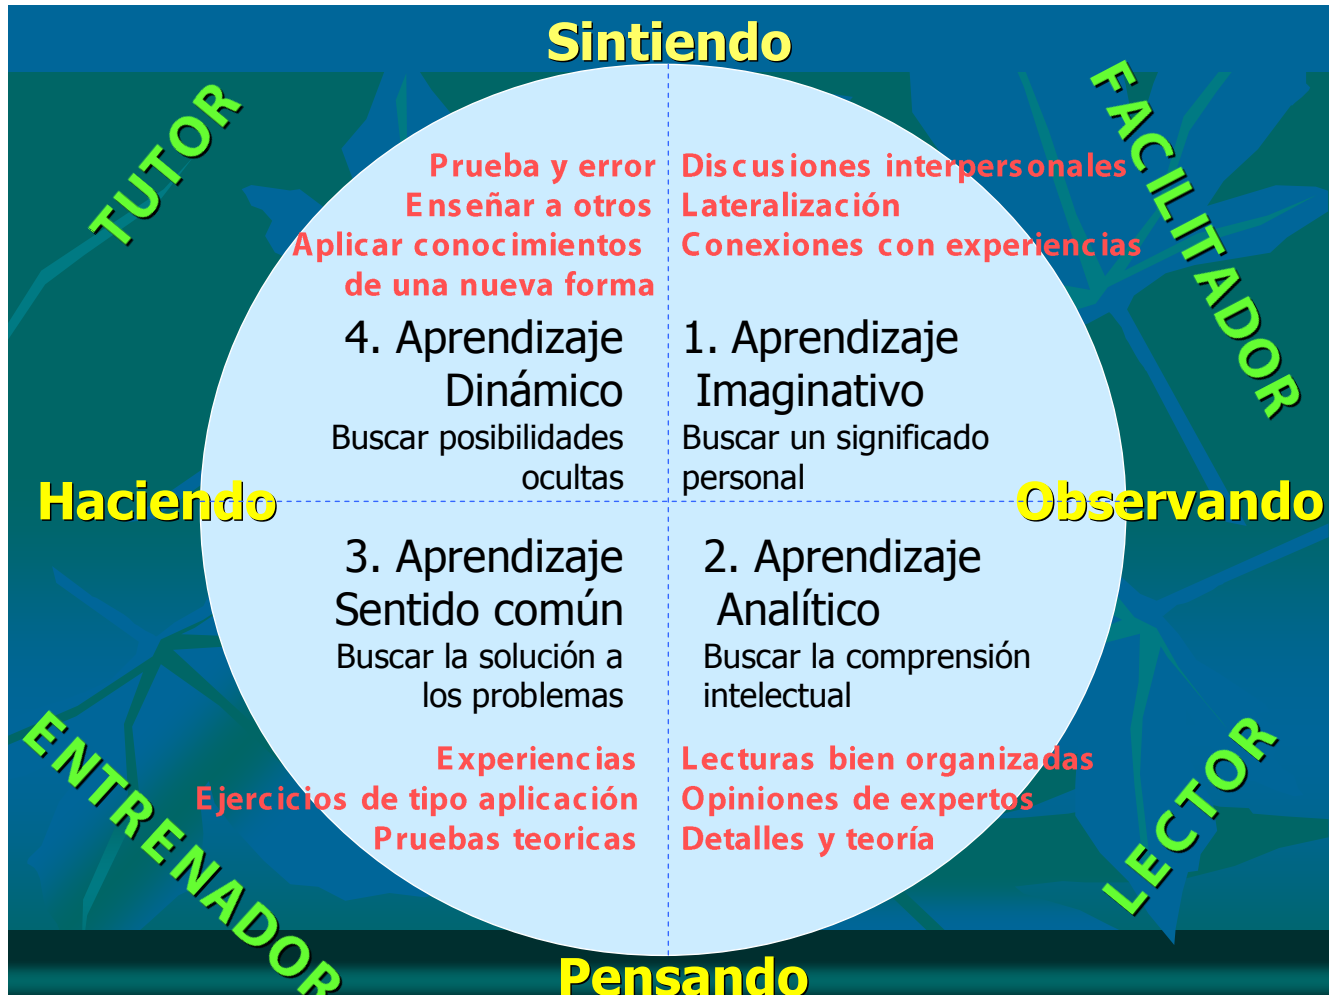 Sintiendo
TUTOR
FACILITADOR
Prueba y error
Enseñar a otros
Aplicar conocimientos
de una nueva forma
Discusiones interpersonales
Lateralización
Conexiones con experiencias
4. Aprendizaje
Dinámico
Buscar posibilidades
ocultas
1. Aprendizaje
Imaginativo
Buscar un significado
personal
Haciendo
Observando
3. Aprendizaje
Sentido común
Buscar la solución a
los problemas
2. Aprendizaje
Analítico
Buscar la comprensión
intelectual
Experiencias
Ejercicios de tipo aplicación
Pruebas teoricas
Lecturas bien organizadas
Opiniones de expertos
Detalles y teoría
ENTRENADOR
LECTOR
Pensando